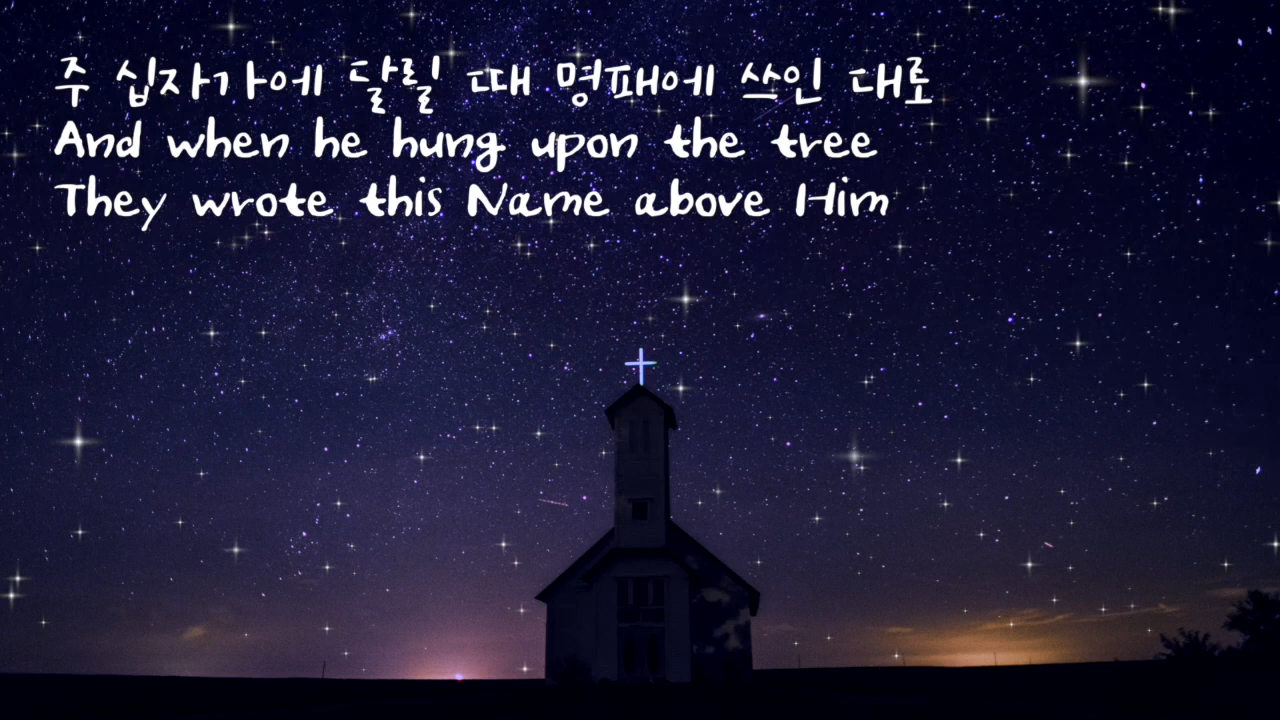 주 십자가에 달릴 때 명패에 쓰인 대로
And when he hung upon the tree
They wrote this Name above Him